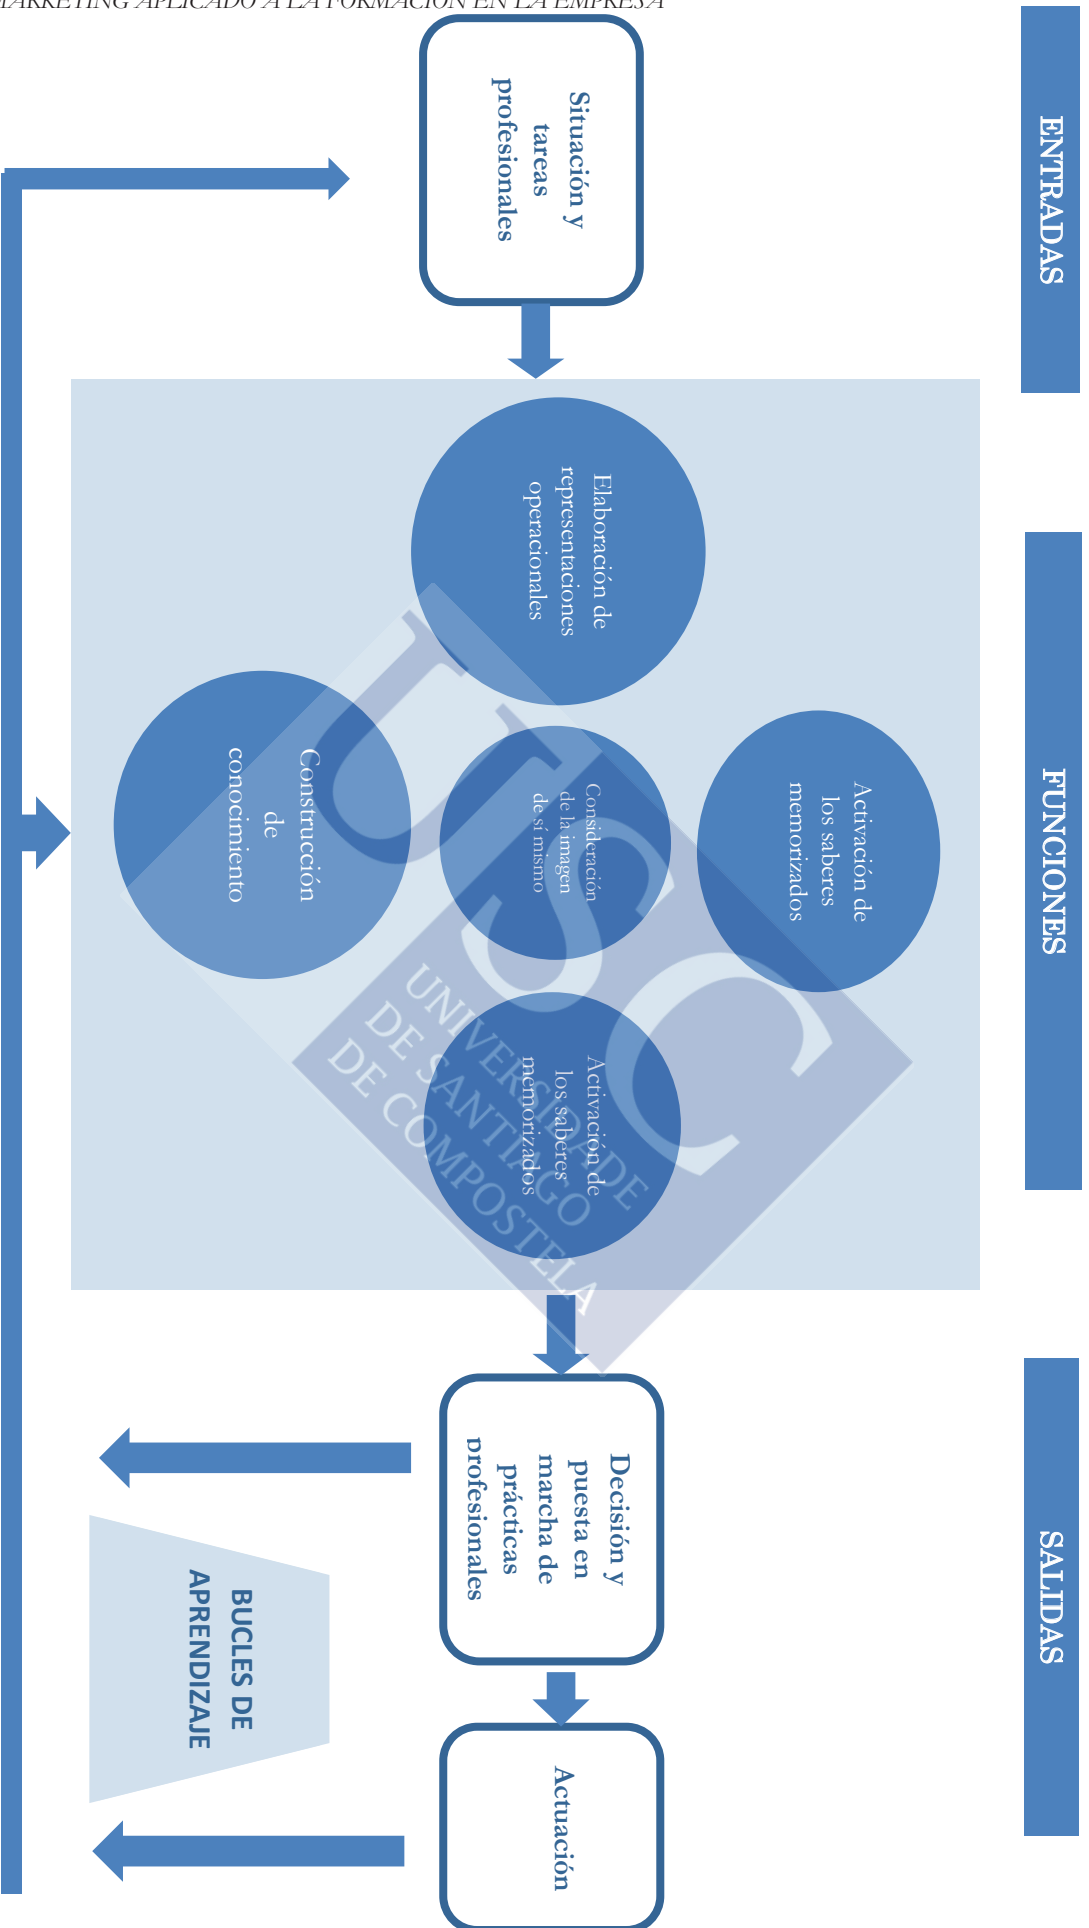 MARKETING APLICADO A LA FORMACIÓN EN LA EMPRESA
ENTRADAS
FUNCIONES
SALIDAS
Situación y
tareas
profesionales
Elaboración de
representaciones
operacionales
Activación de
los saberes
memorizados
Consideración
de la imagen
de sí mismo
Construcción
de
conocimiento
Activación de
los saberes
memorizados
Decisión y
puesta en
marcha de
prácticas
profesionales
Actuación
BUCLES DE
APRENDIZAJE
USC
UNIVERSIDADE
DE SANTIAGO
DE COMPOSTELA